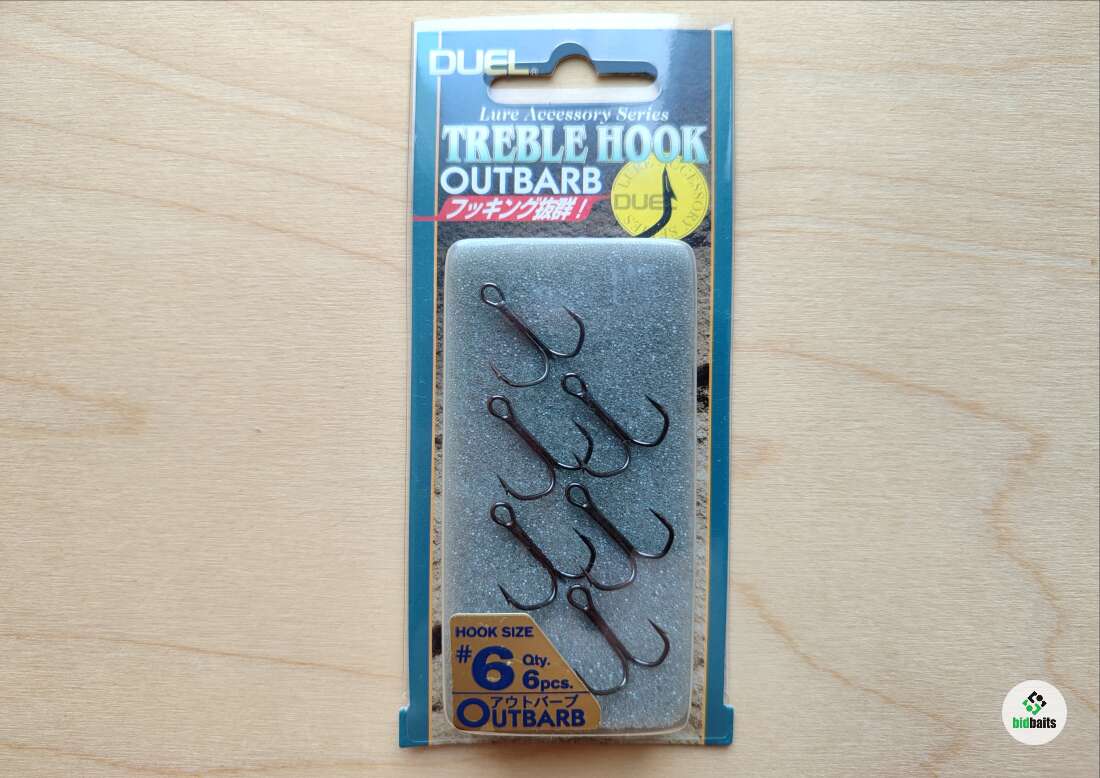 DUEL®
Lure Accessory Series
TREBLE HOOK
OUTBARB
フッキング抜群！
DUEL
HOOK SIZE
#6
Qty.
6pcs.
アウトバーブ
OUTBARB
bidbaits